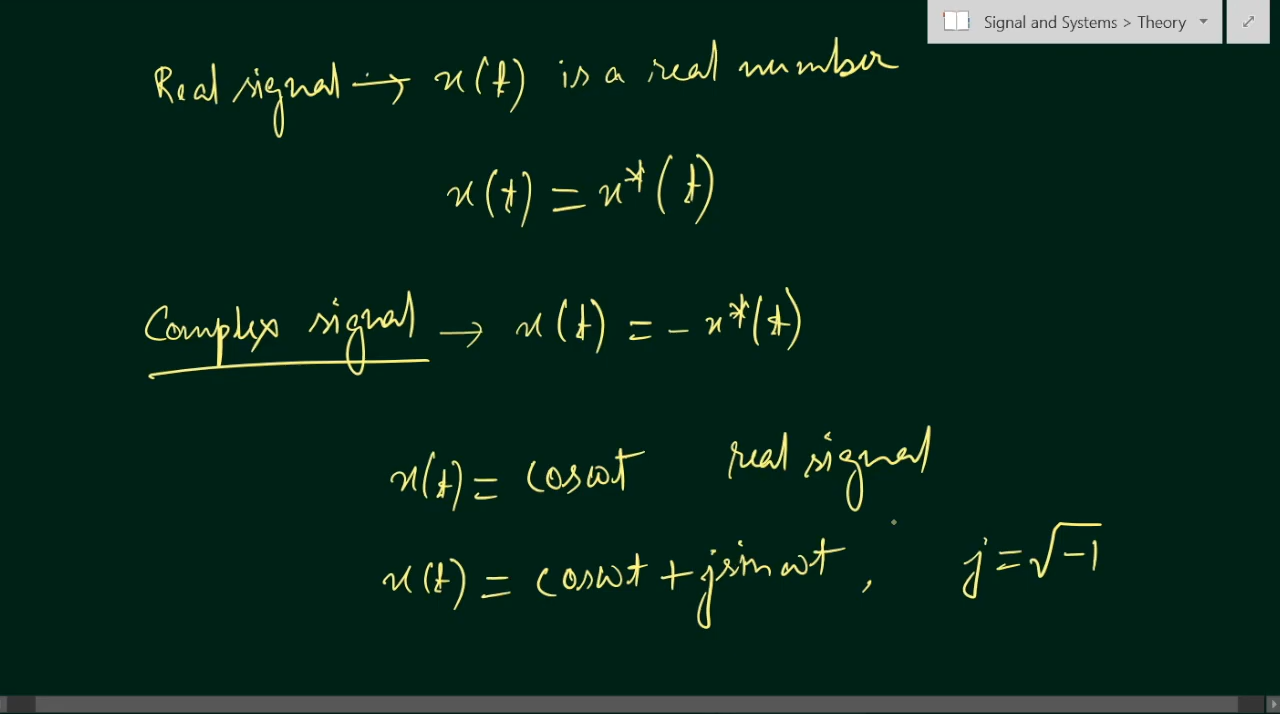 Signal and Systems > Theory
Real signal → x(t) is a real number
x(t) = x*(t)
Complex signal → x(t) = - x*(t)
x(t) = cosωt real signal
x(t) = cosωt + jsinωt , j = √-1